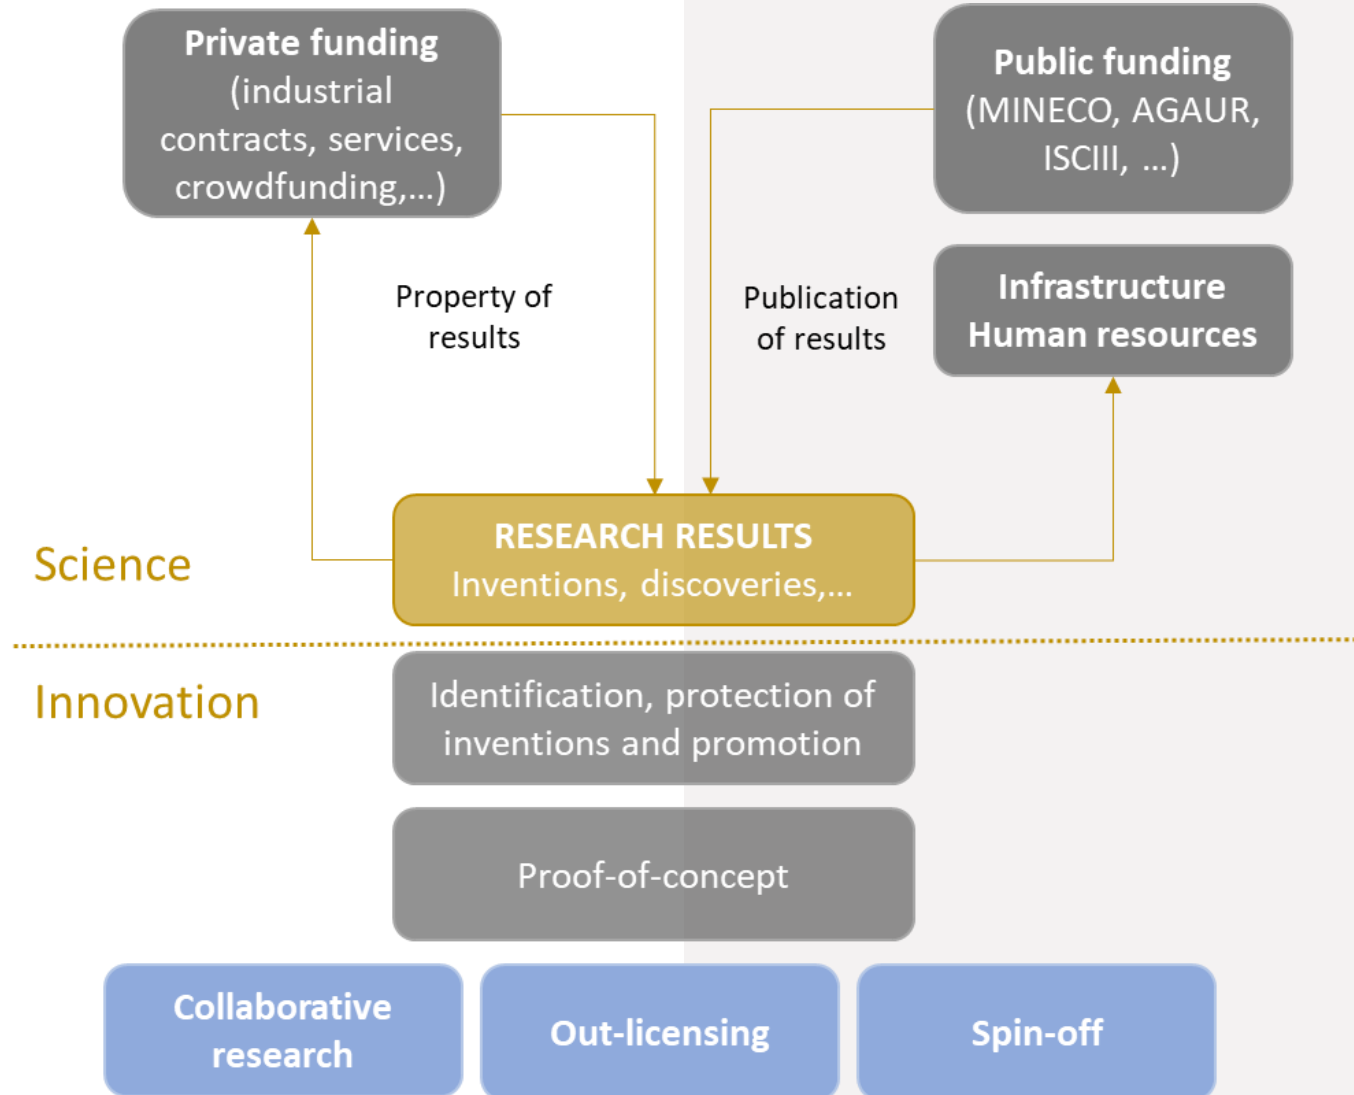 Private funding
(industrial
contracts, services,
crowdfunding,…)
Public funding
(MINECO, AGAUR,
ISCIII, …)
Property of
results
Publication
of results
Infrastructure
Human resources
Science
RESEARCH RESULTS
Inventions, discoveries,…
Innovation
Identification, protection of
inventions and promotion
Proof-of-concept
Collaborative
research
Out-licensing
Spin-off